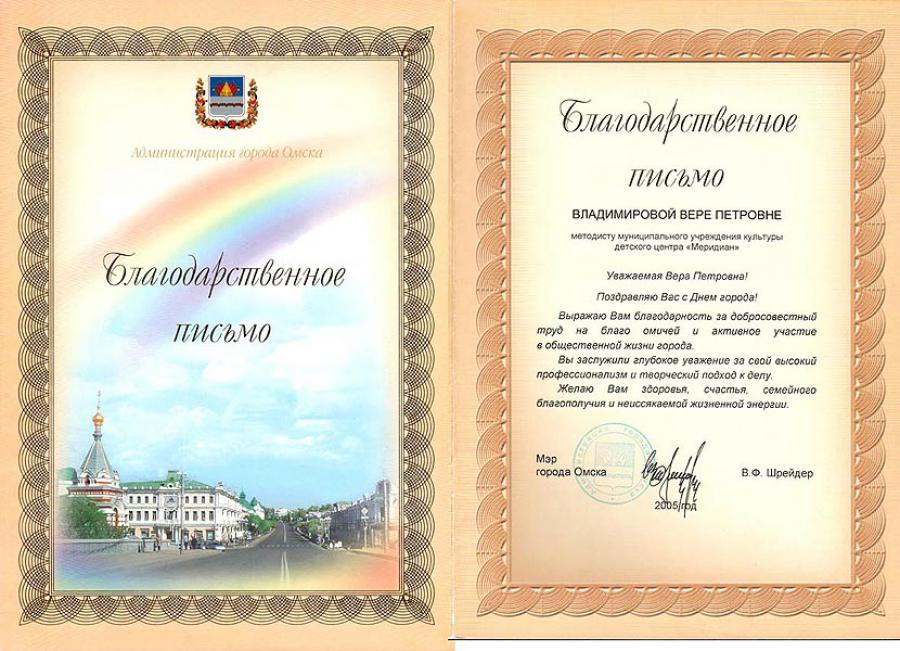 Администрация города Омска
Благодарственное
письмо
Благодарственное
письмо
ВЛАДИМИРОВОЙ ВЕРЕ ПЕТРОВНЕ
методисту муниципального учреждения культуры
детского центра «Меридиан»
Уважаемая Вера Петровна!
Поздравляю Вас с Днем города!
Выражаю Вам благодарность за добросовестный
труд на благо омичей и активное участие
в общественной жизни города.
Вы заслужили глубокое уважение за свой высокий
профессионализм и творческий подход к делу.
Желаю Вам здоровья, счастья, семейного
благополучия и неиссякаемой жизненной энергии.
Мэр
города Омска
В.Ф. Шрейдер
2005 год